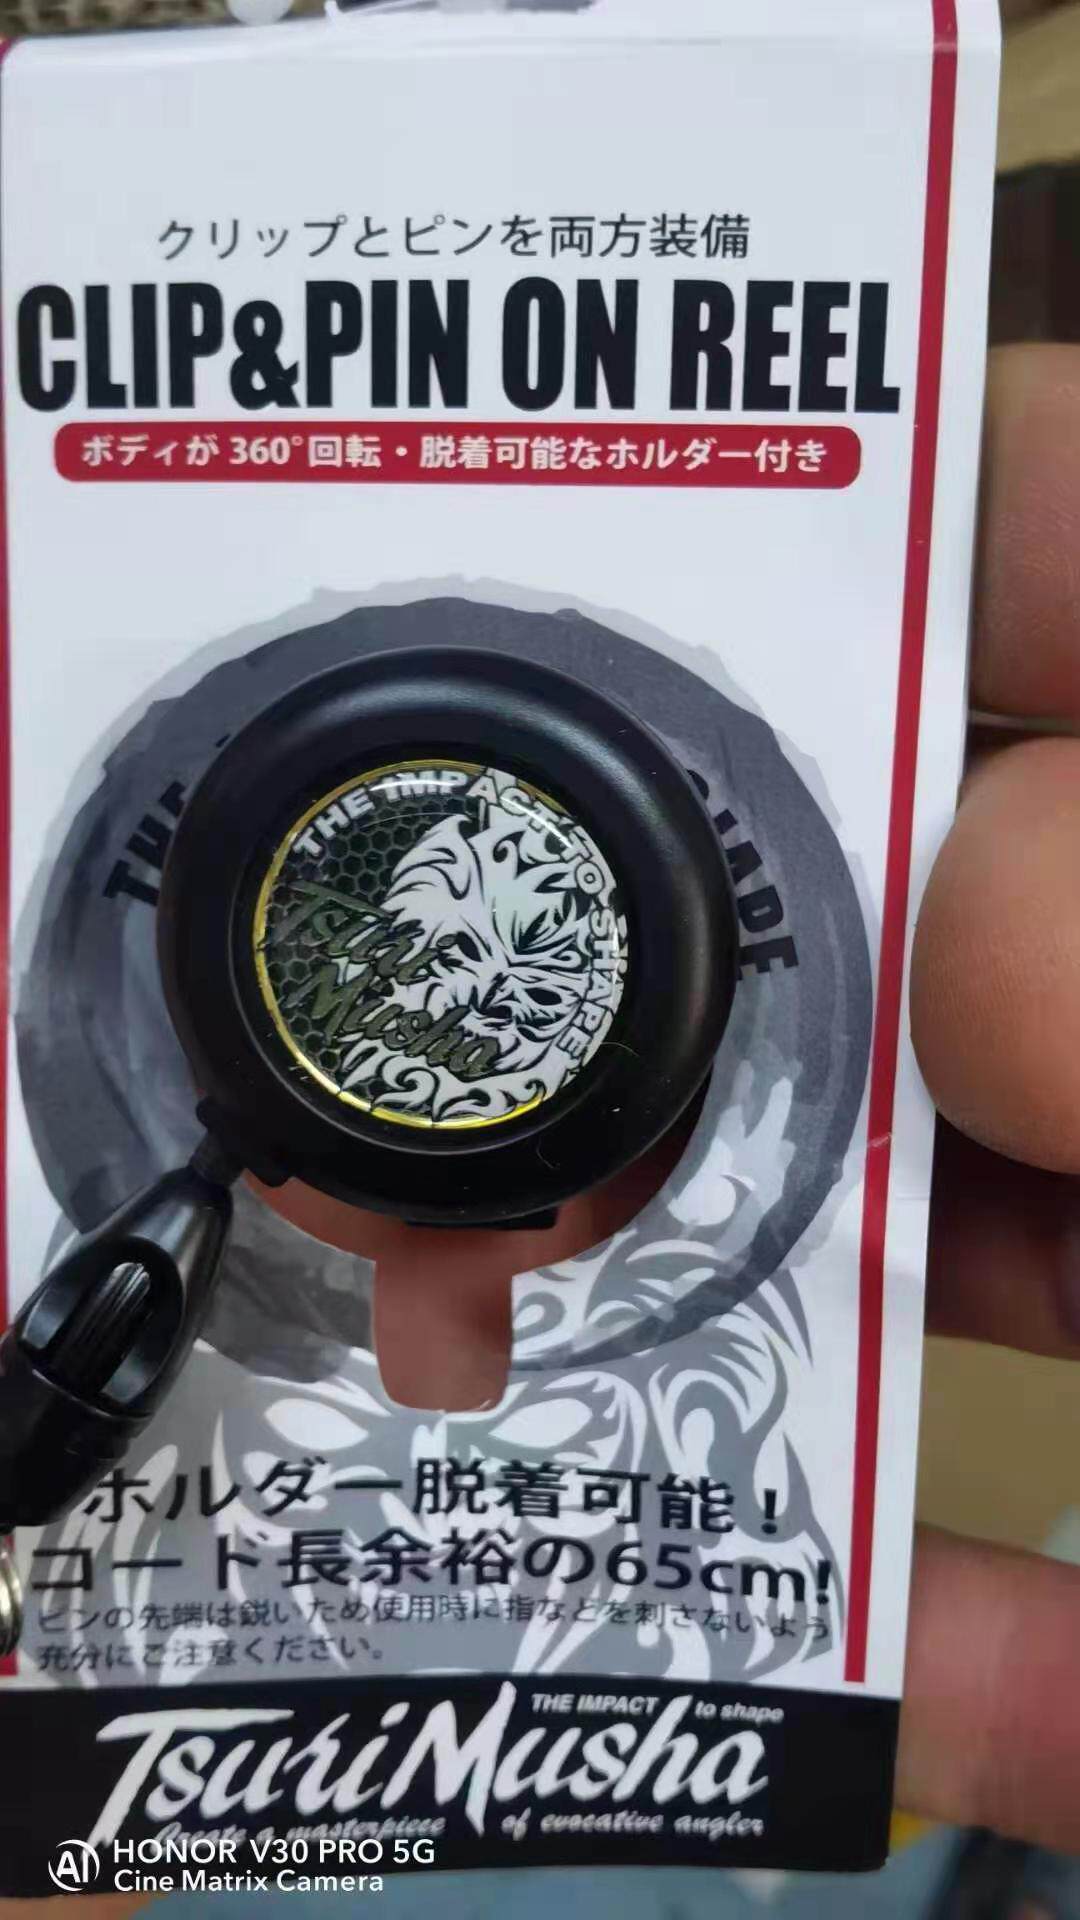 クリップとピンを両方装備
CLIP&PIN ON REEL
ボディが 360°回転・脱着可能なホルダー付き
THE IMPACT TO SHAPE
Tsuri
Musha
ホルダー脱着可能！
コード長余裕の65cm!
ピンの先端は鋭いため使用時に指などを刺さないよう
充分にご注意ください。
THE IMPACT to shape
TsuriMusha
Create a masterpiece of evocative angler
HONOR V30 PRO 5G
Cine Matrix Camera